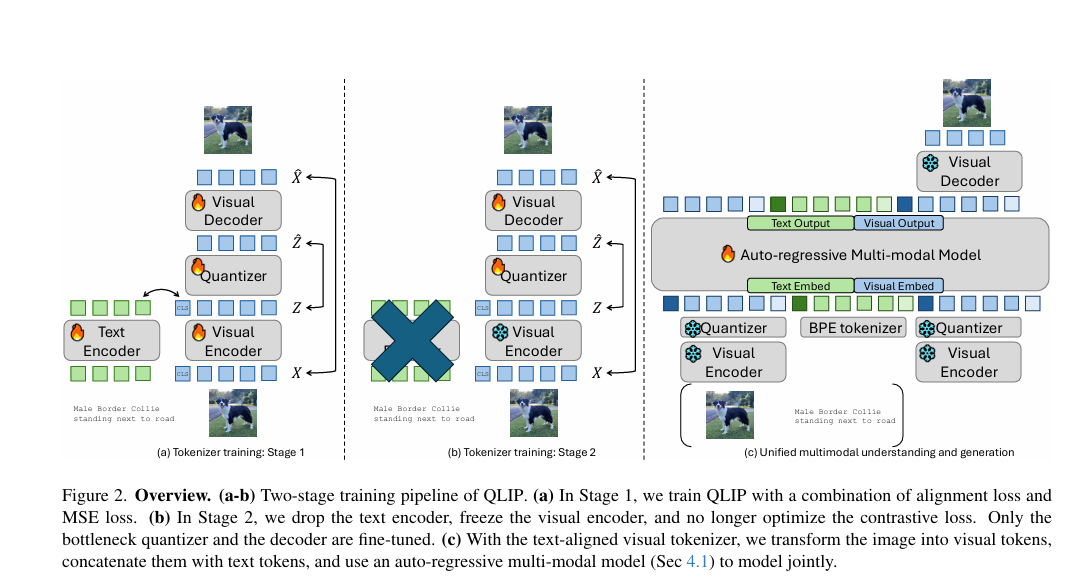 X̂
Visual
Decoder
Ẑ
Quantizer
CLS
Z
Text
Encoder
Visual
Encoder
CLS
X
Male Border Collie
standing next to road
(a) Tokenizer training: Stage 1
X̂
Visual
Decoder
Ẑ
Quantizer
CLS
Z
Visual
Encoder
CLS
X
Male Border Collie
standing next to road
(b) Tokenizer training: Stage 2
Visual
Decoder
Text Output
Visual Output
Auto-regressive Multi-modal Model
Text Embed
Visual Embed
Quantizer
BPE tokenizer
Quantizer
Visual
Encoder
Visual
Encoder
Male Border Collie
standing next to road
(c) Unified multimodal understanding and generation
Figure 2. Overview. (a-b) Two-stage training pipeline of QLIP. (a) In Stage 1, we train QLIP with a combination of alignment loss and
MSE loss. (b) In Stage 2, we drop the text encoder, freeze the visual encoder, and no longer optimize the contrastive loss. Only the
bottleneck quantizer and the decoder are fine-tuned. (c) With the text-aligned visual tokenizer, we transform the image into visual tokens,
concatenate them with text tokens, and use an auto-regressive multi-modal model (Sec 4.1) to model jointly.